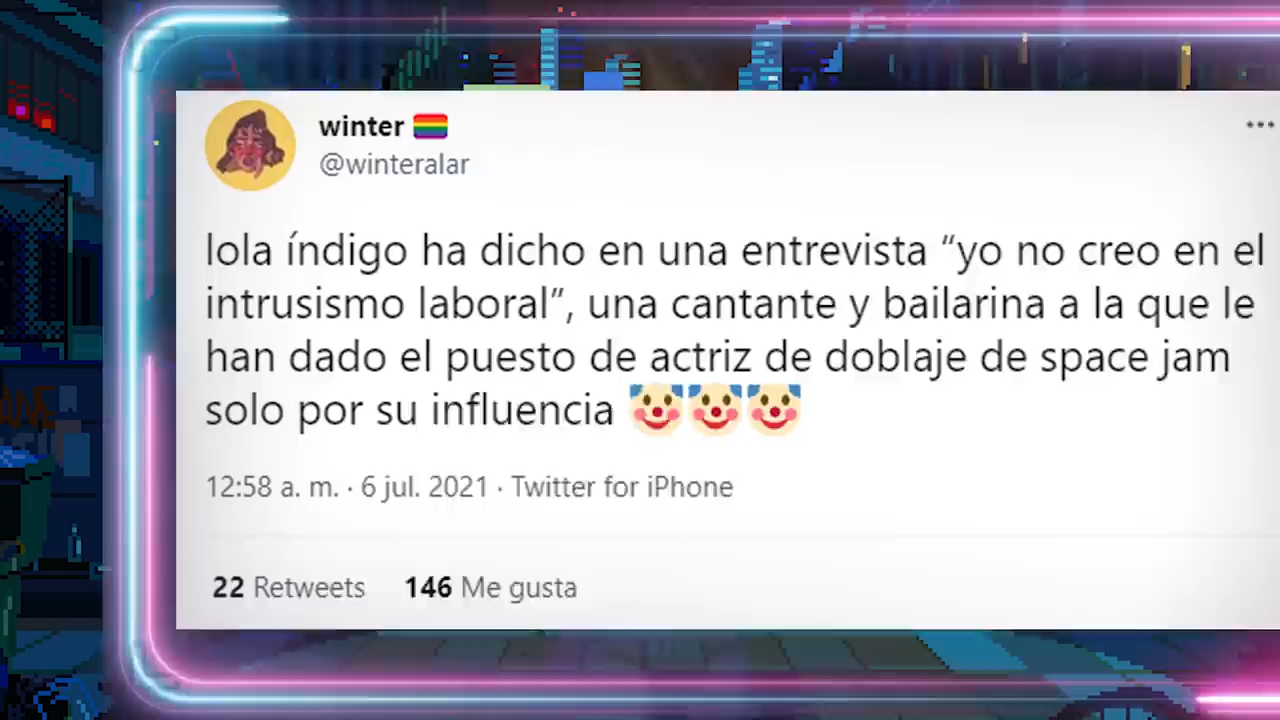 winter 🏳️‍🌈
@winteralar
lola índigo ha dicho en una entrevista “yo no creo en el
intrusismo laboral”, una cantante y bailarina a la que le
han dado el puesto de actriz de doblaje de space jam
solo por su influencia 🤡🤡🤡
12:58 a. m. · 6 jul. 2021 · Twitter for iPhone
22 Retweets 146 Me gusta